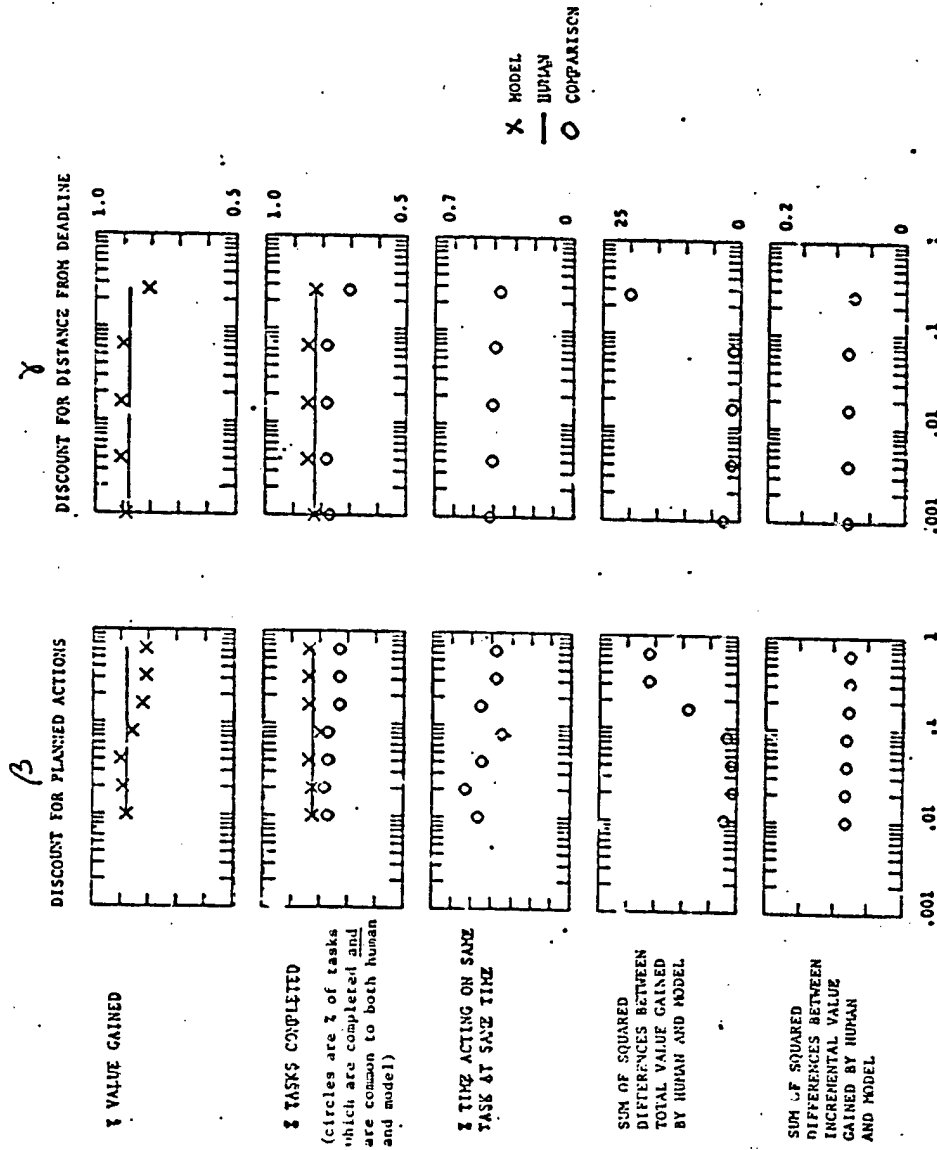 β
DISCOUNT FOR PLANNED ACTIONS
γ
DISCOUNT FOR DISTANCE FROM DEADLINE
% VALUE GAINED
1.0
0.5
% TASKS COMPLETED
(circles are % of tasks
which are completed and
are common to both human
and model)
1.0
0.5
% TIME ACTING ON SAME
TASK AT SAME TIME
0.7
0
SUM OF SQUARED
DIFFERENCES BETWEEN
TOTAL VALUE GAINED
BY HUMAN AND MODEL
25
0
SUM OF SQUARED
DIFFERENCES BETWEEN
INCREMENTAL VALUE
GAINED BY HUMAN
AND MODEL
0.2
0
.001
.01
.1
1
.001
.01
.1
1
X MODEL
— HUMAN
O COMPARISON